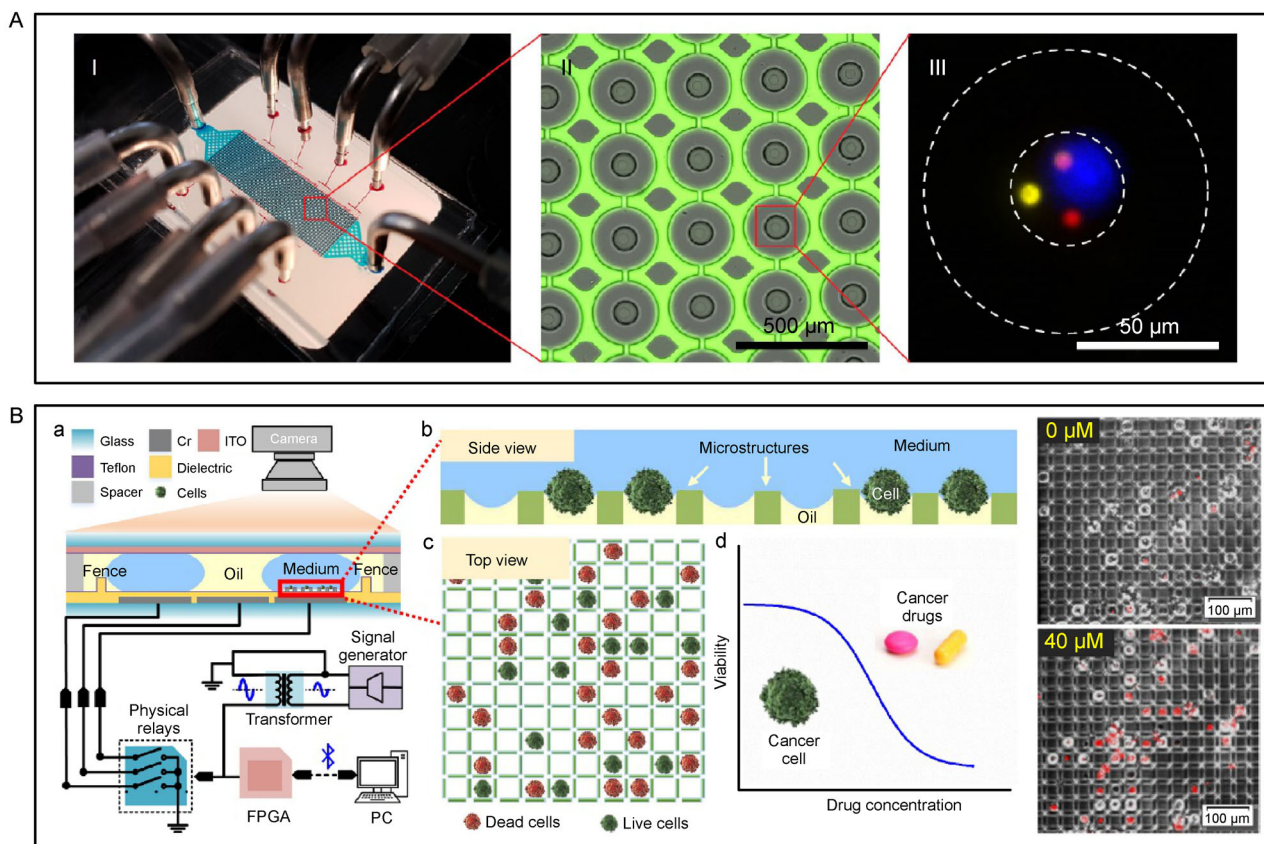 A
I
II
III
500 µm
50 µm
B
a
Glass
Cr
ITO
Teflon
Dielectric
Spacer
Cells
Camera
Fence
Oil
Medium
Fence
Signal
generator
Transformer
Physical
relays
FPGA
PC
b
Side view
Microstructures
Medium
Cell
Oil
c
Top view
Dead cells
Live cells
d
Viability
Cancer
drugs
Cancer
cell
Drug concentration
0 µM
100 µm
40 µM
100 µm